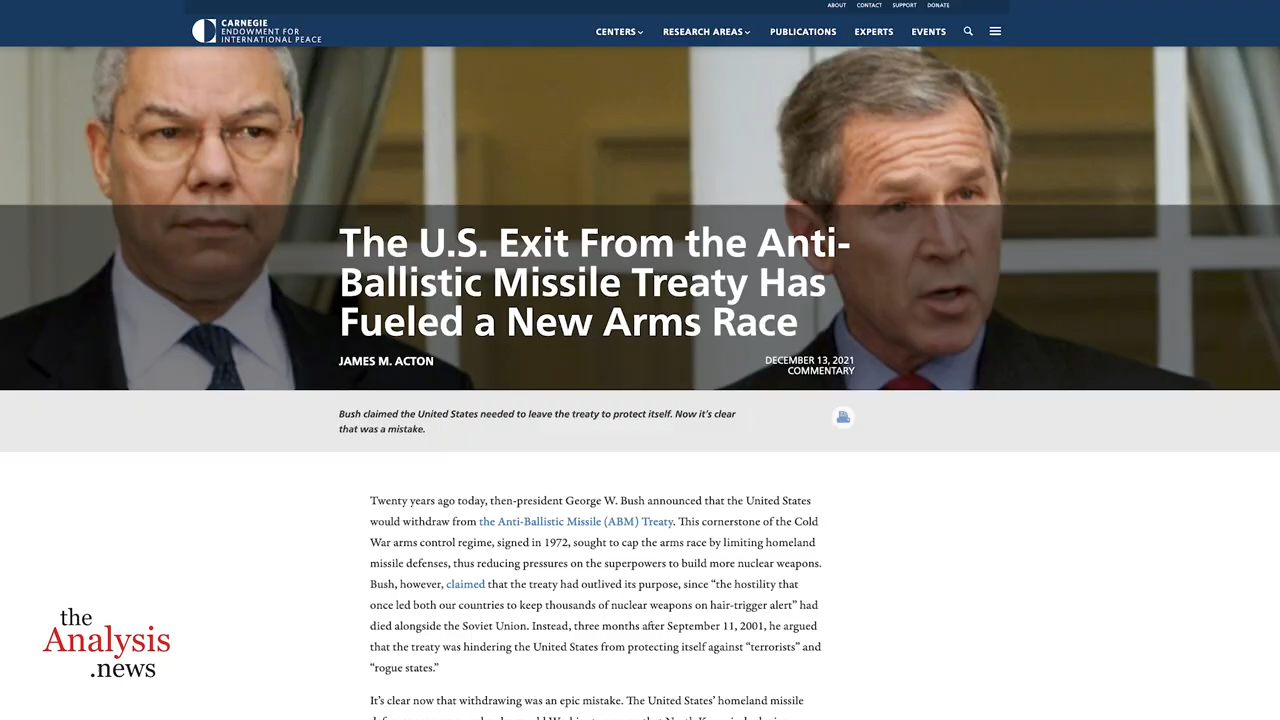 ABOUT CONTACT SUPPORT DONATE
CARNEGIE
ENDOWMENT FOR
INTERNATIONAL PEACE
CENTERS RESEARCH AREAS PUBLICATIONS EXPERTS EVENTS
The U.S. Exit From the Anti-
Ballistic Missile Treaty Has
Fueled a New Arms Race
JAMES M. ACTON
DECEMBER 13, 2021
COMMENTARY
Bush claimed the United States needed to leave the treaty to protect itself. Now it's clear
that was a mistake.
Twenty years ago today, then-president George W. Bush announced that the United States
would withdraw from the Anti-Ballistic Missile (ABM) Treaty. This cornerstone of the Cold
War arms control regime, signed in 1972, sought to cap the arms race by limiting homeland
missile defenses, thus reducing pressures on the superpowers to build more nuclear weapons.
Bush, however, claimed that the treaty had outlived its purpose, since “the hostility that
once led both our countries to keep thousands of nuclear weapons on hair-trigger alert” had
died alongside the Soviet Union. Instead, three months after September 11, 2001, he argued
that the treaty was hindering the United States from protecting itself against “terrorists” and
“rogue states.”
It's clear now that withdrawing was an epic mistake. The United States' homeland missile
the
Analysis
.news